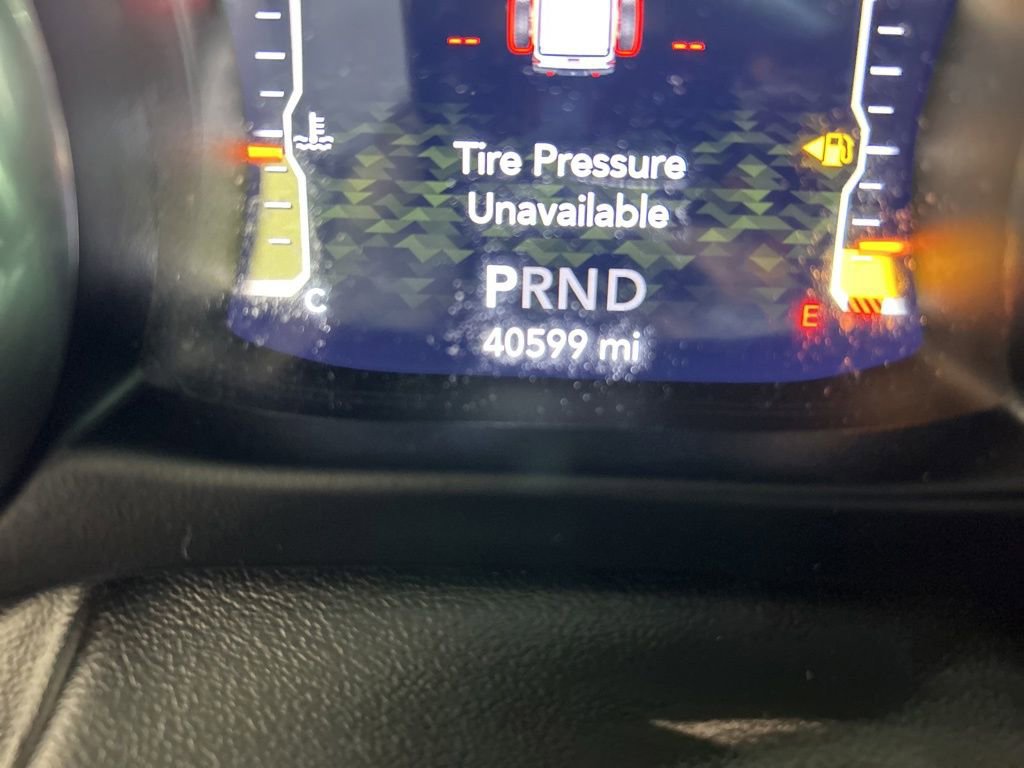 -- --
Tire Pressure
Unavailable
PRND
C E
40599 mi